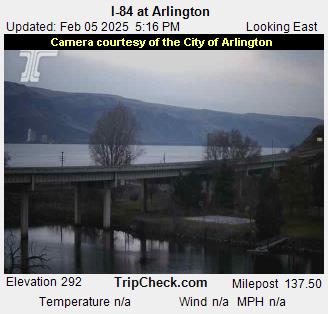 I-84 at Arlington
Updated: Feb 05 2025 5:16 PM Looking East
Camera courtesy of the City of Arlington
Elevation 292 TripCheck.com Milepost 137.50
Temperature n/a Wind n/a MPH n/a